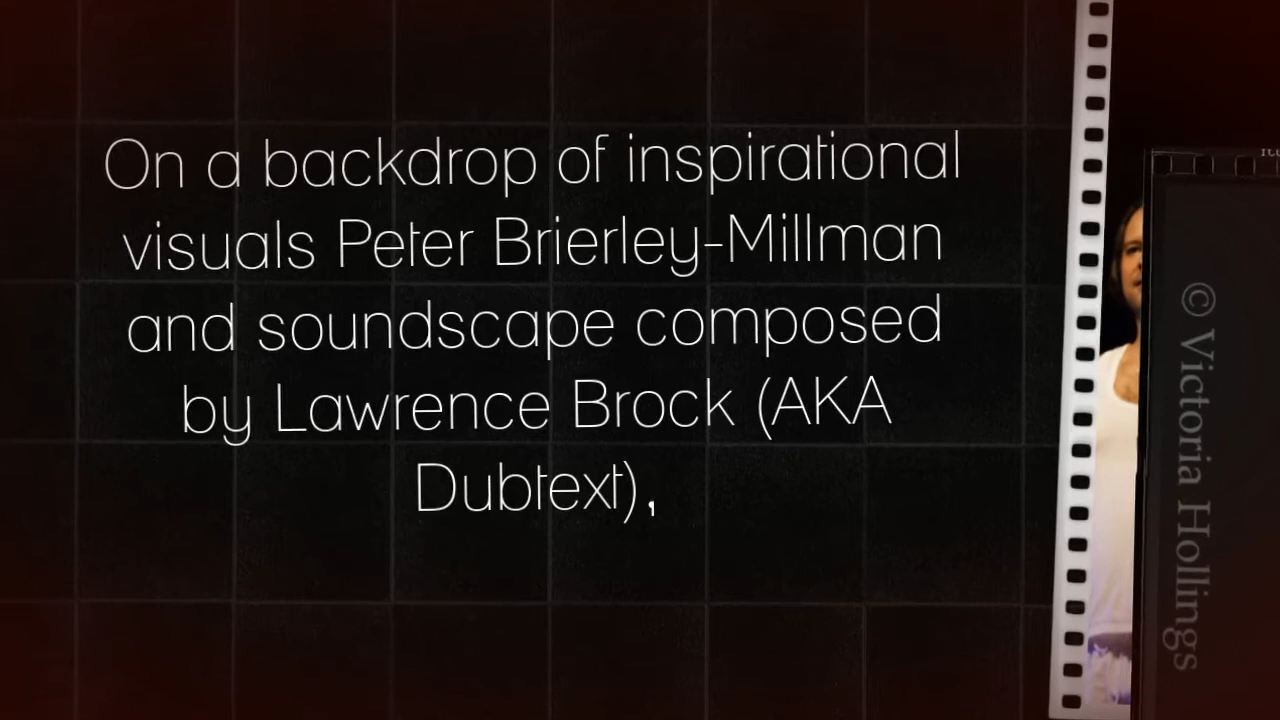 On a backdrop of inspirational
visuals Peter Brierley-Millman
and soundscape composed
by Lawrence Brock (AKA
Dubtext),
© Victoria Hollings